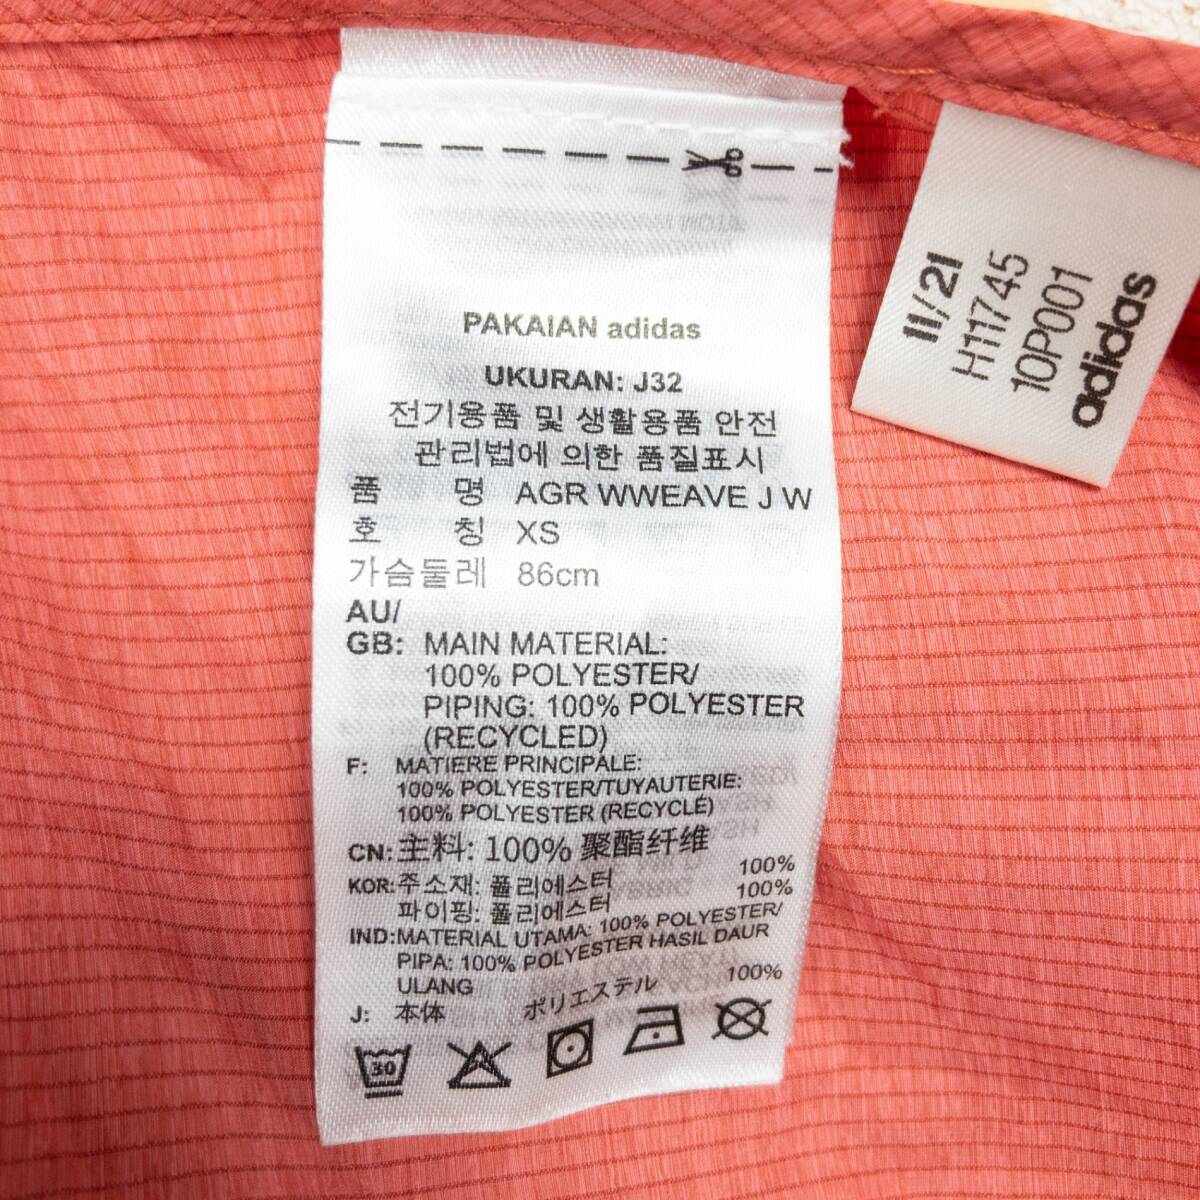 PAKAIAN adidas
UKURAN: J32
전기용품 및 생활용품 안전
관리법에 의한 품질표시
품 명 AGR WWEAVE J W
호 칭 XS
가슴둘레 86cm
AU/
GB: MAIN MATERIAL:
100% POLYESTER/
PIPING: 100% POLYESTER
(RECYCLED)
F: MATIERE PRINCIPALE:
100% POLYESTER/TUYAUTERIE:
100% POLYESTER (RECYCLÉ)
CN: 主料: 100% 聚酯纤维
KOR: 주소재: 폴리에스터 100%
파이핑: 폴리에스터 100%
IND: MATERIAL UTAMA: 100% POLYESTER/
PIPA: 100% POLYESTER HASIL DAUR
ULANG
J: 本体 ポリエステル 100%
30
11/21
H11745
10P001
adidas